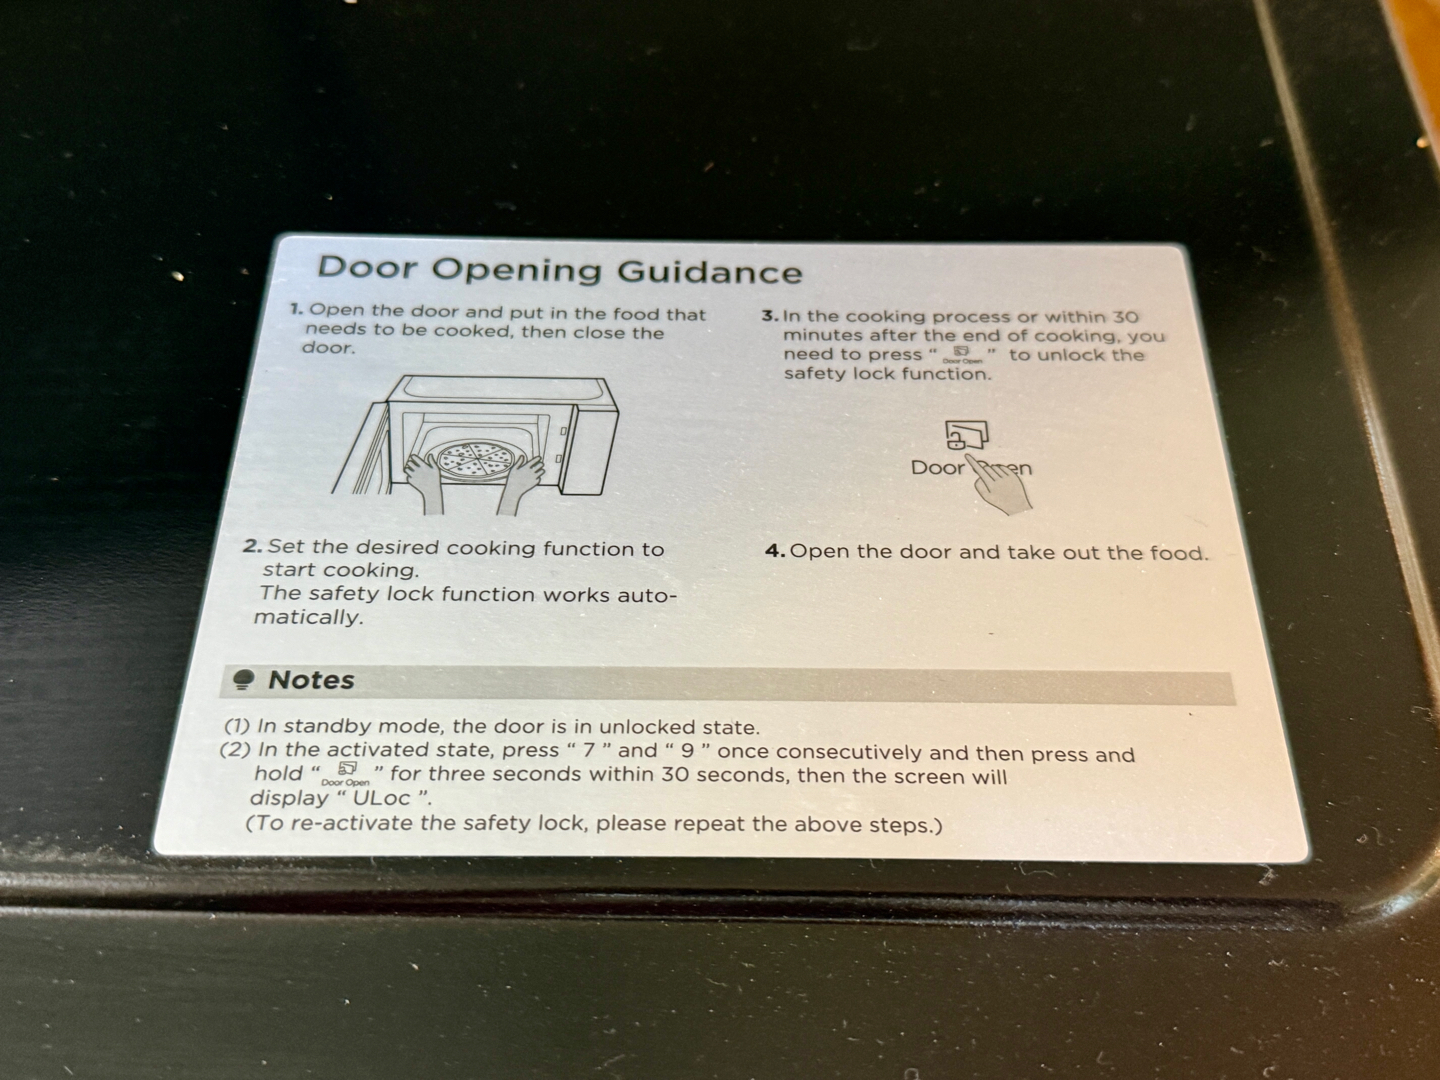 Door Opening Guidance
1. Open the door and put in the food that
needs to be cooked, then close the
door.
2. Set the desired cooking function to
start cooking.
The safety lock function works auto-
matically.
3. In the cooking process or within 30
minutes after the end of cooking, you
need to press “ Door Open ” to unlock the
safety lock function.
Door Open
4. Open the door and take out the food.
Notes
(1) In standby mode, the door is in unlocked state.
(2) In the activated state, press “ 7 ” and “ 9 ” once consecutively and then press and
hold “ Door Open ” for three seconds within 30 seconds, then the screen will
display “ ULoc ”.
(To re-activate the safety lock, please repeat the above steps.)